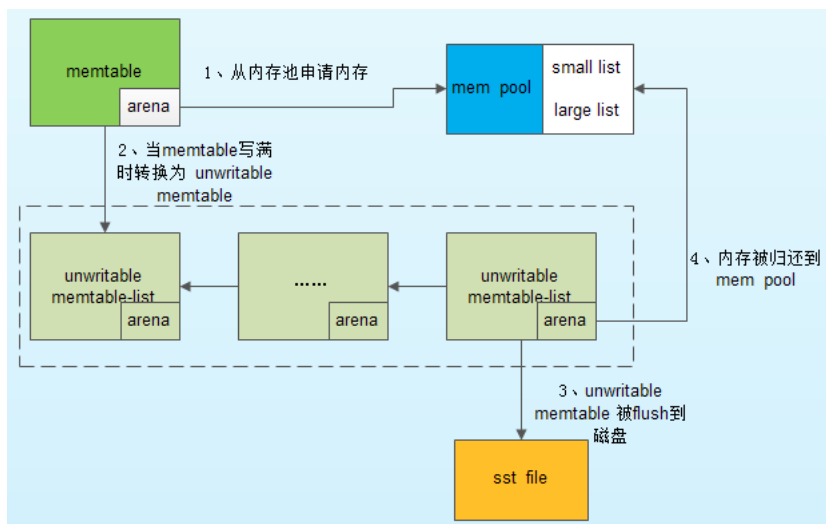 memtable
arena
1、从内存池申请内存
mem pool
small list
large list
2、当memtable写满
时转换为 unwritable
memtable
unwritable
memtable-list
arena
……
arena
unwritable
memtable-list
arena
4、内存被归还到
mem pool
3、unwritable
memtable 被flush到
磁盘
sst file